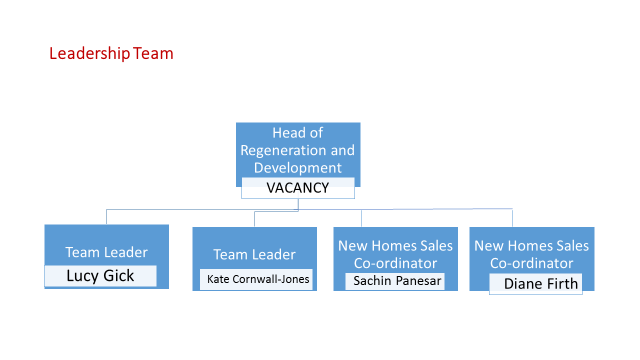 Leadership Team
Head of
Regeneration and
Development
VACANCY
Team Leader
Lucy Gick
Team Leader
Kate Cornwall-Jones
New Homes Sales
Co-ordinator
Sachin Panesar
New Homes Sales
Co-ordinator
Diane Firth